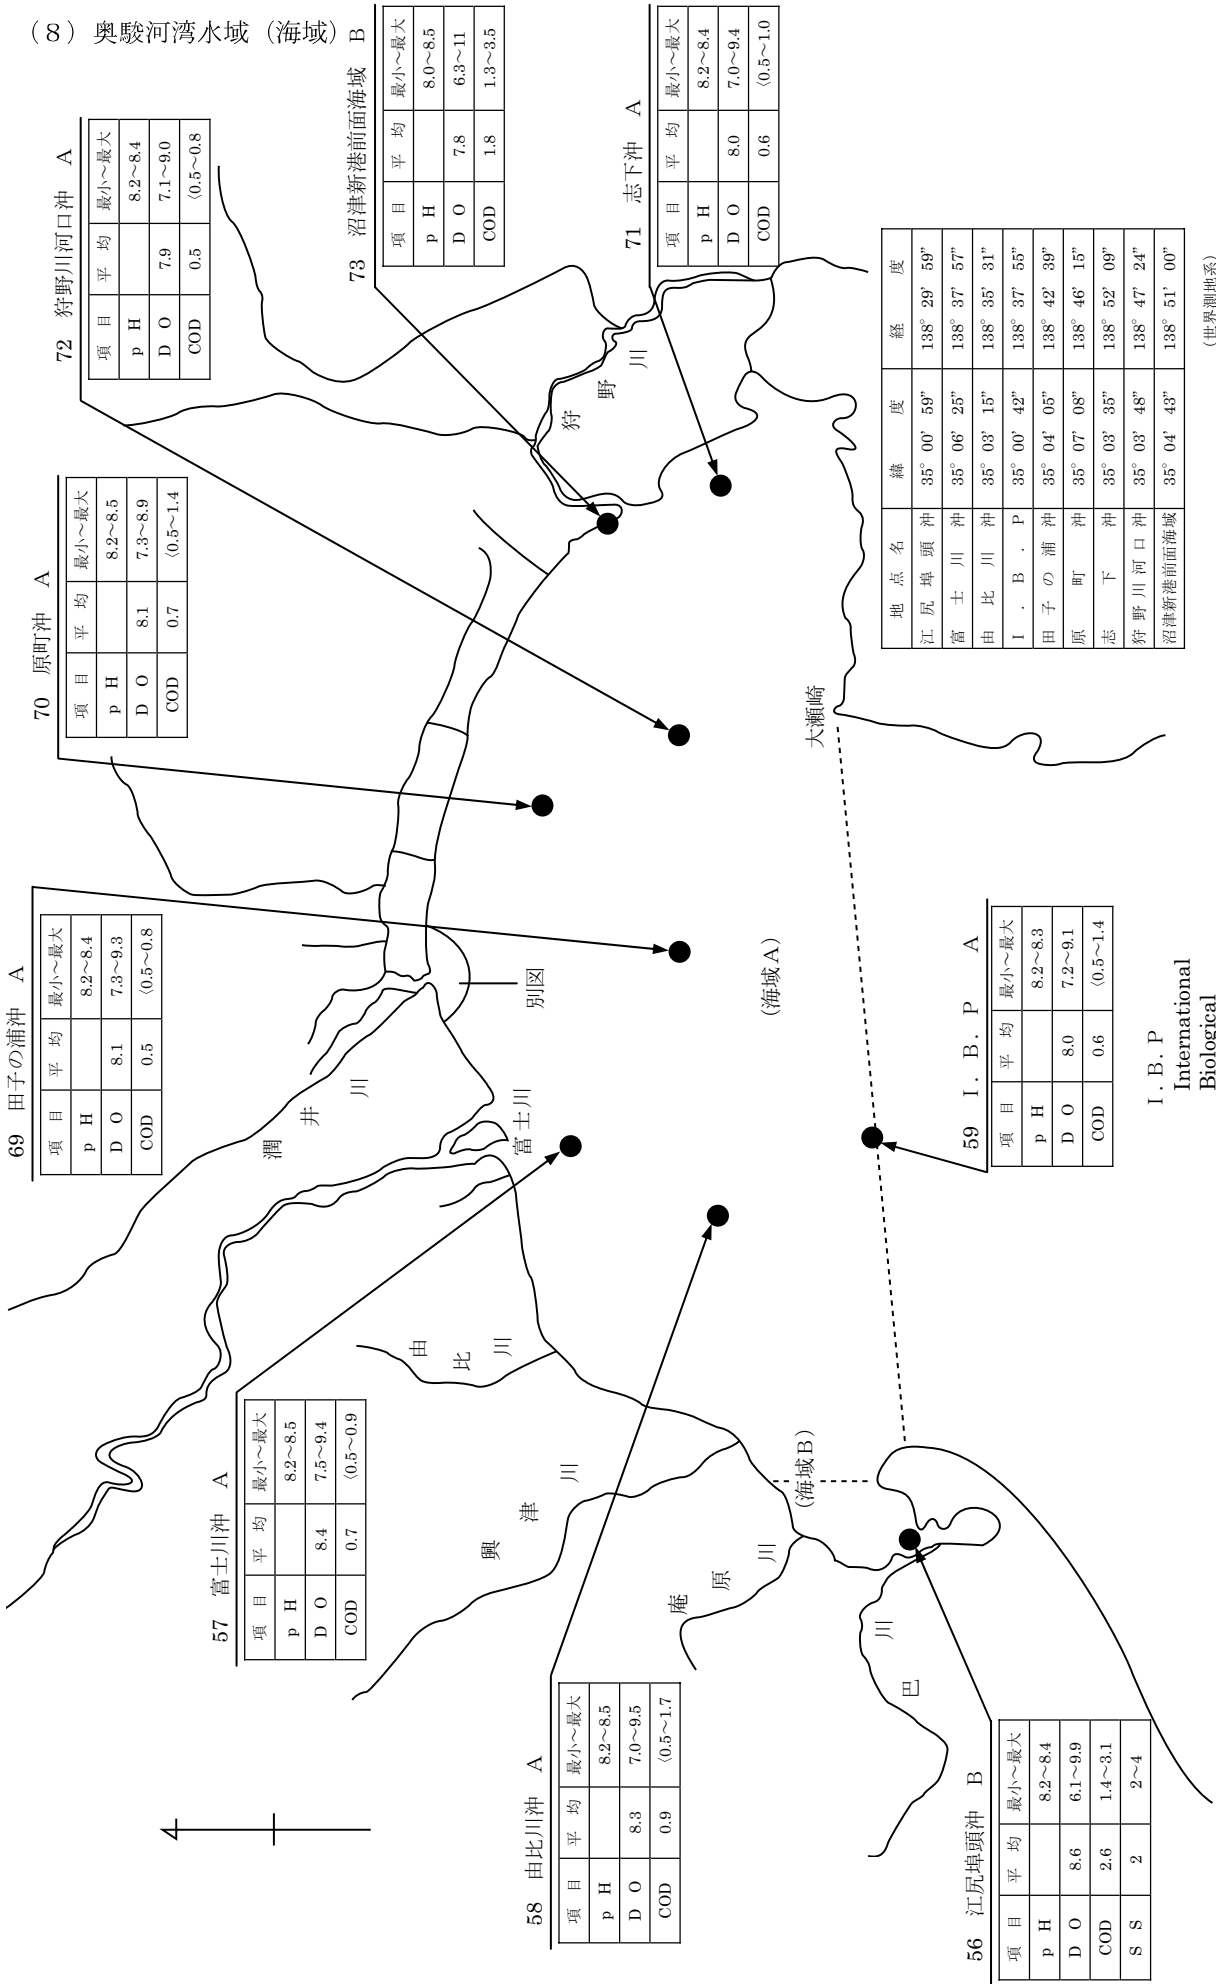 （８）奥駿河湾水域（海域）
69 田子の浦沖 A
項 目 平 均 最小～最大
p H 8.2～8.4
D O 8.1 7.3～9.3
COD 0.5 〈0.5～0.8
70 原町沖 A
項 目 平 均 最小～最大
p H 8.2～8.5
D O 8.1 7.3～8.9
COD 0.7 〈0.5～1.4
72 狩野川河口沖 A
項 目 平 均 最小～最大
p H 8.2～8.4
D O 7.9 7.1～9.0
COD 0.5 〈0.5～0.8
73 沼津新港前面海域 B
項 目 平 均 最小～最大
p H 8.0～8.5
D O 7.8 6.3～11
COD 1.8 1.3～3.5
71 志下沖 A
項 目 平 均 最小～最大
p H 8.2～8.4
D O 8.0 7.0～9.4
COD 0.6 〈0.5～1.0
57 富士川沖 A
項 目 平 均 最小～最大
p H 8.2～8.5
D O 8.4 7.5～9.4
COD 0.7 〈0.5～0.9
58 由比川沖 A
項 目 平 均 最小～最大
p H 8.2～8.5
D O 8.3 7.0～9.5
COD 0.9 〈0.5～1.7
56 江尻埠頭沖 B
項 目 平 均 最小～最大
p H 8.2～8.4
D O 8.6 6.1～9.9
COD 2.6 1.4～3.1
S S 2 2～4
59 I．B．P A
項 目 平 均 最小～最大
p H 8.2～8.3
D O 8.0 7.2～9.1
COD 0.6 〈0.5～1.4
I．B．P
International
Biological
潤井川
富士川
由比川
興津川
庵原川
巴川
狩野川
別図
大瀬崎
(海域A)
(海域B)
地 点 名 緯 度 経 度
江尻埠頭沖 35° 00’ 59” 138° 29’ 59”
富士川沖 35° 06’ 25” 138° 37’ 57”
由比川沖 35° 03’ 15” 138° 35’ 31”
I．B．P 35° 00’ 42” 138° 37’ 55”
田子の浦沖 35° 04’ 05” 138° 42’ 39”
原町沖 35° 07’ 08” 138° 46’ 15”
志下沖 35° 03’ 35” 138° 52’ 09”
狩野川河口沖 35° 03’ 48” 138° 47’ 24”
沼津新港前面海域 35° 04’ 43” 138° 51’ 00”
（世界測地系）